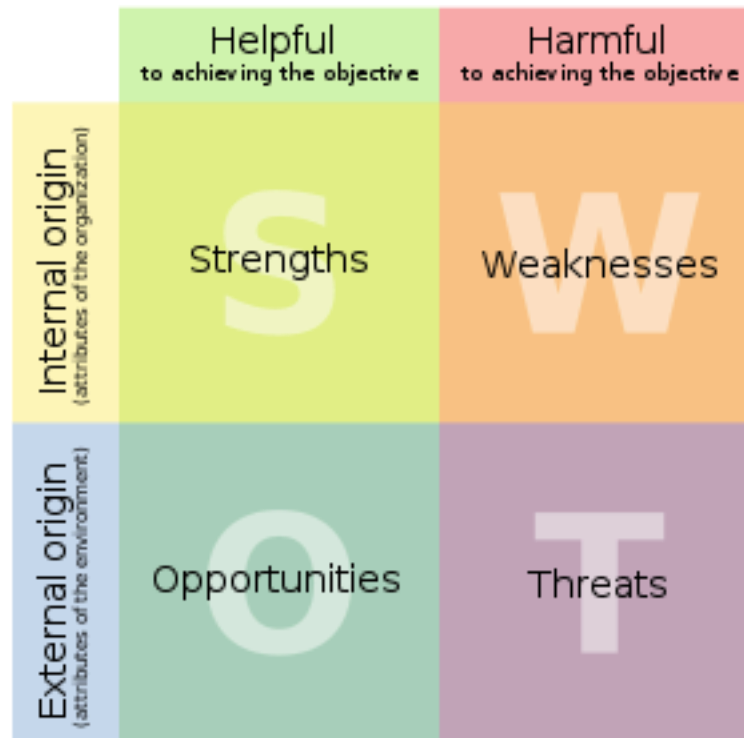 Helpful
to achieving the objective
Harmful
to achieving the objective
Internal origin
(attributes of the organization)
S
Strengths
W
Weaknesses
External origin
(attributes of the environment)
O
Opportunities
T
Threats